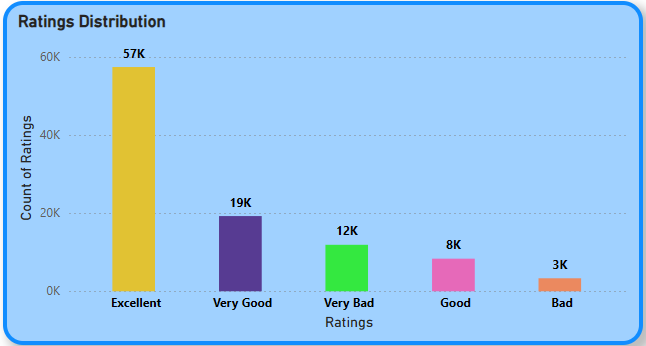 Ratings Distribution
60K
40K
20K
0K
Count of Ratings
57K
19K
12K
8K
3K
Excellent
Very Good
Very Bad
Good
Bad
Ratings